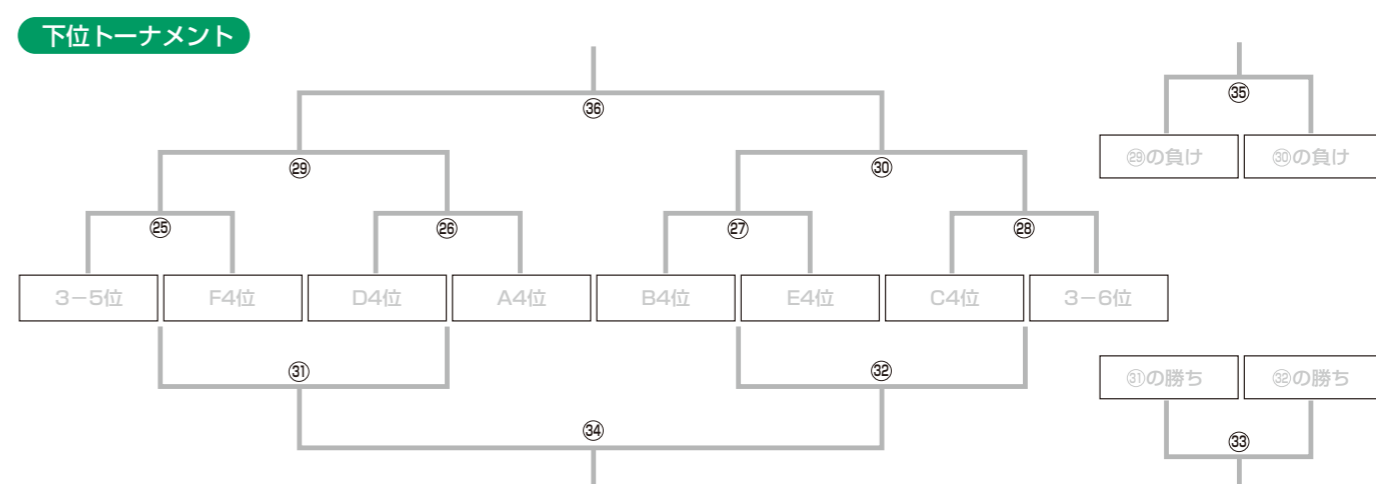 下位トーナメント
㊱
㉟
㉙の負け
㉚の負け
㉙
㉚
㉕
㉖
㉗
㉘
3−5位
F4位
D4位
A4位
B4位
E4位
C4位
3−6位
㉛
㉜
㉛の勝ち
㉜の勝ち
㉞
㉝